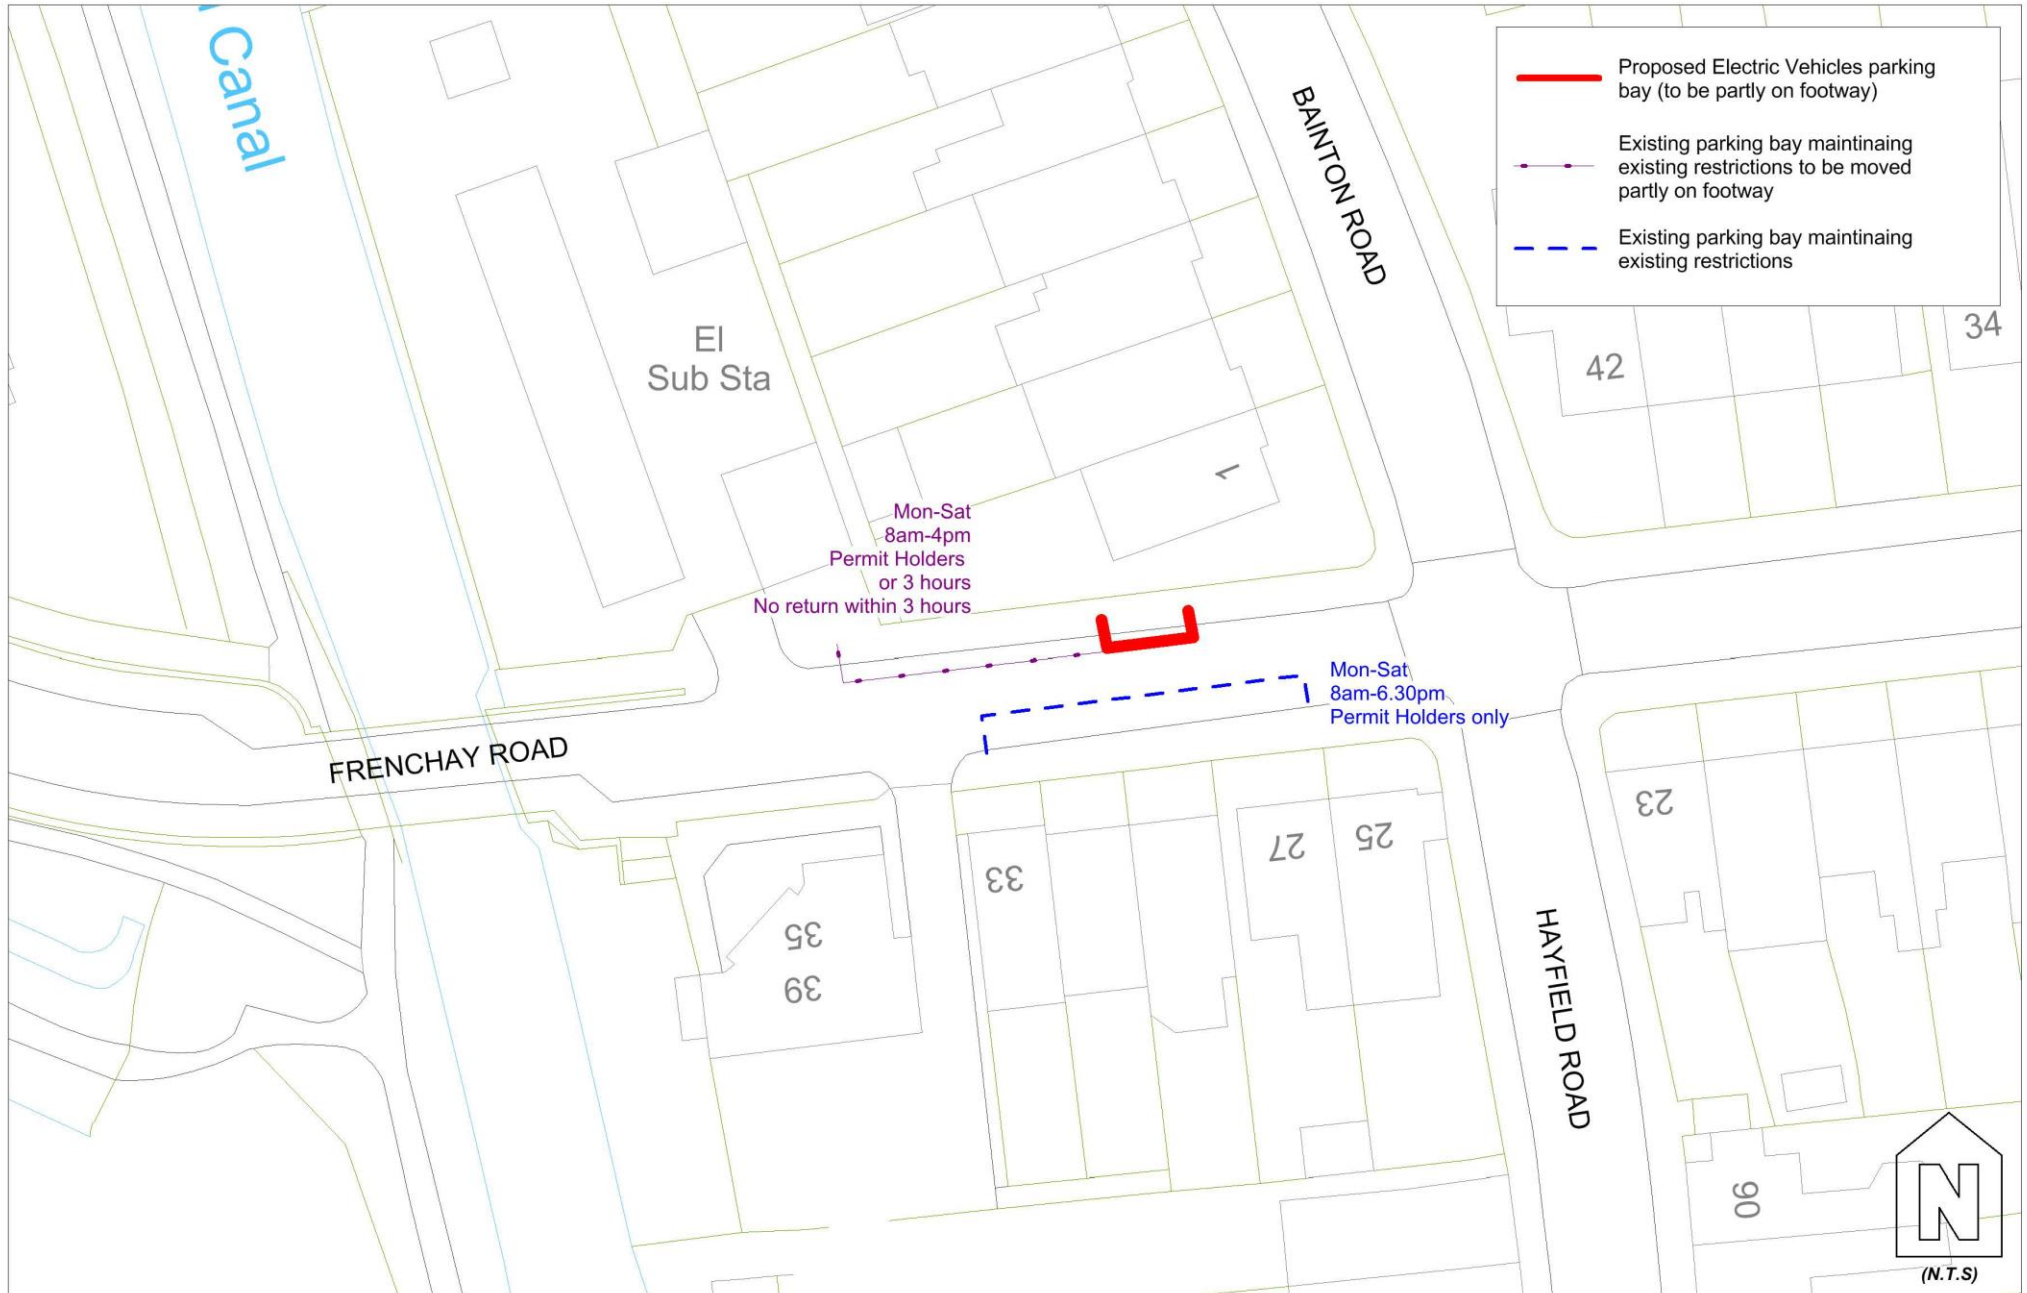 Canal
BAINTON ROAD
Proposed Electric Vehicles parking
bay (to be partly on footway)
Existing parking bay maintinaing
existing restrictions to be moved
partly on footway
Existing parking bay maintinaing
existing restrictions
El
Sub Sta
42
34
1
Mon-Sat
8am-4pm
Permit Holders
or 3 hours
No return within 3 hours
Mon-Sat
8am-6.30pm
Permit Holders only
FRENCHAY ROAD
33
27
25
23
35
39
HAYFIELD ROAD
90
N
(N.T.S)